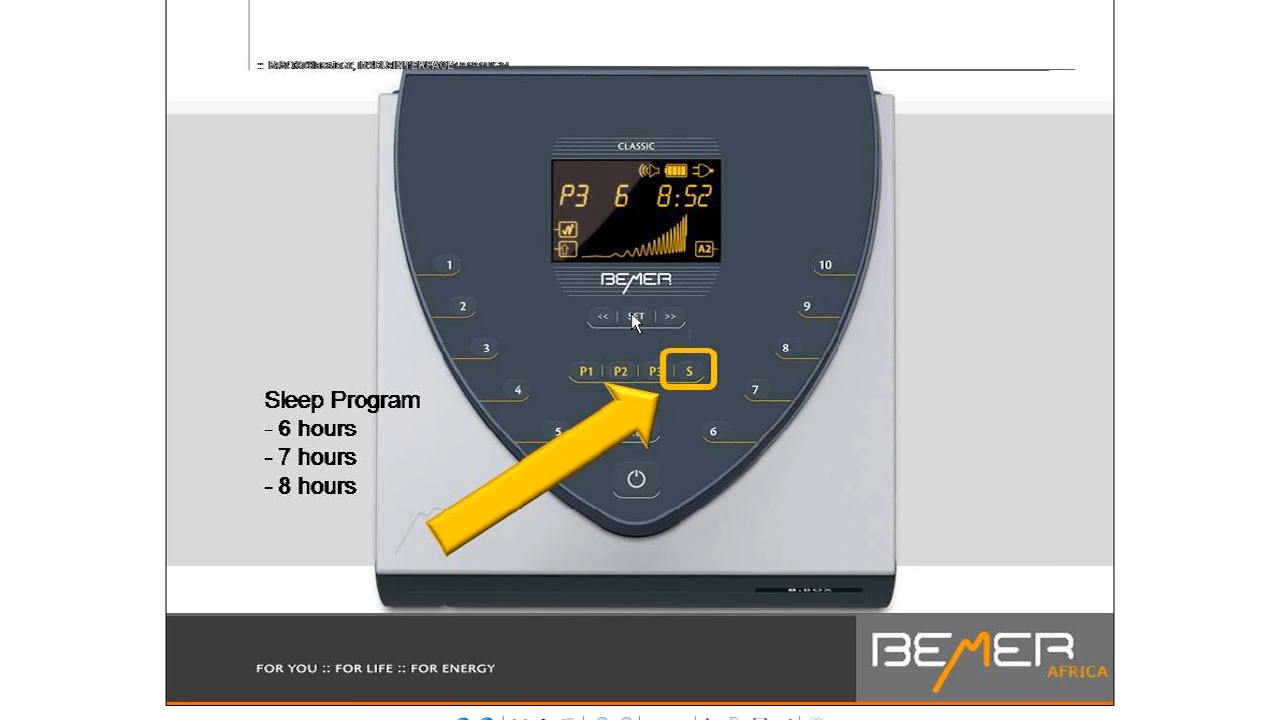 CLASSIC
P3 6 8:52
A2
BEMER
<< | SET | >>
1
10
2
9
3
8
P1 | P2 | P3 | S
4
7
5
6
Sleep Program
- 6 hours
- 7 hours
- 8 hours
B.BOX
FOR YOU :: FOR LIFE :: FOR ENERGY
BEMER
AFRICA